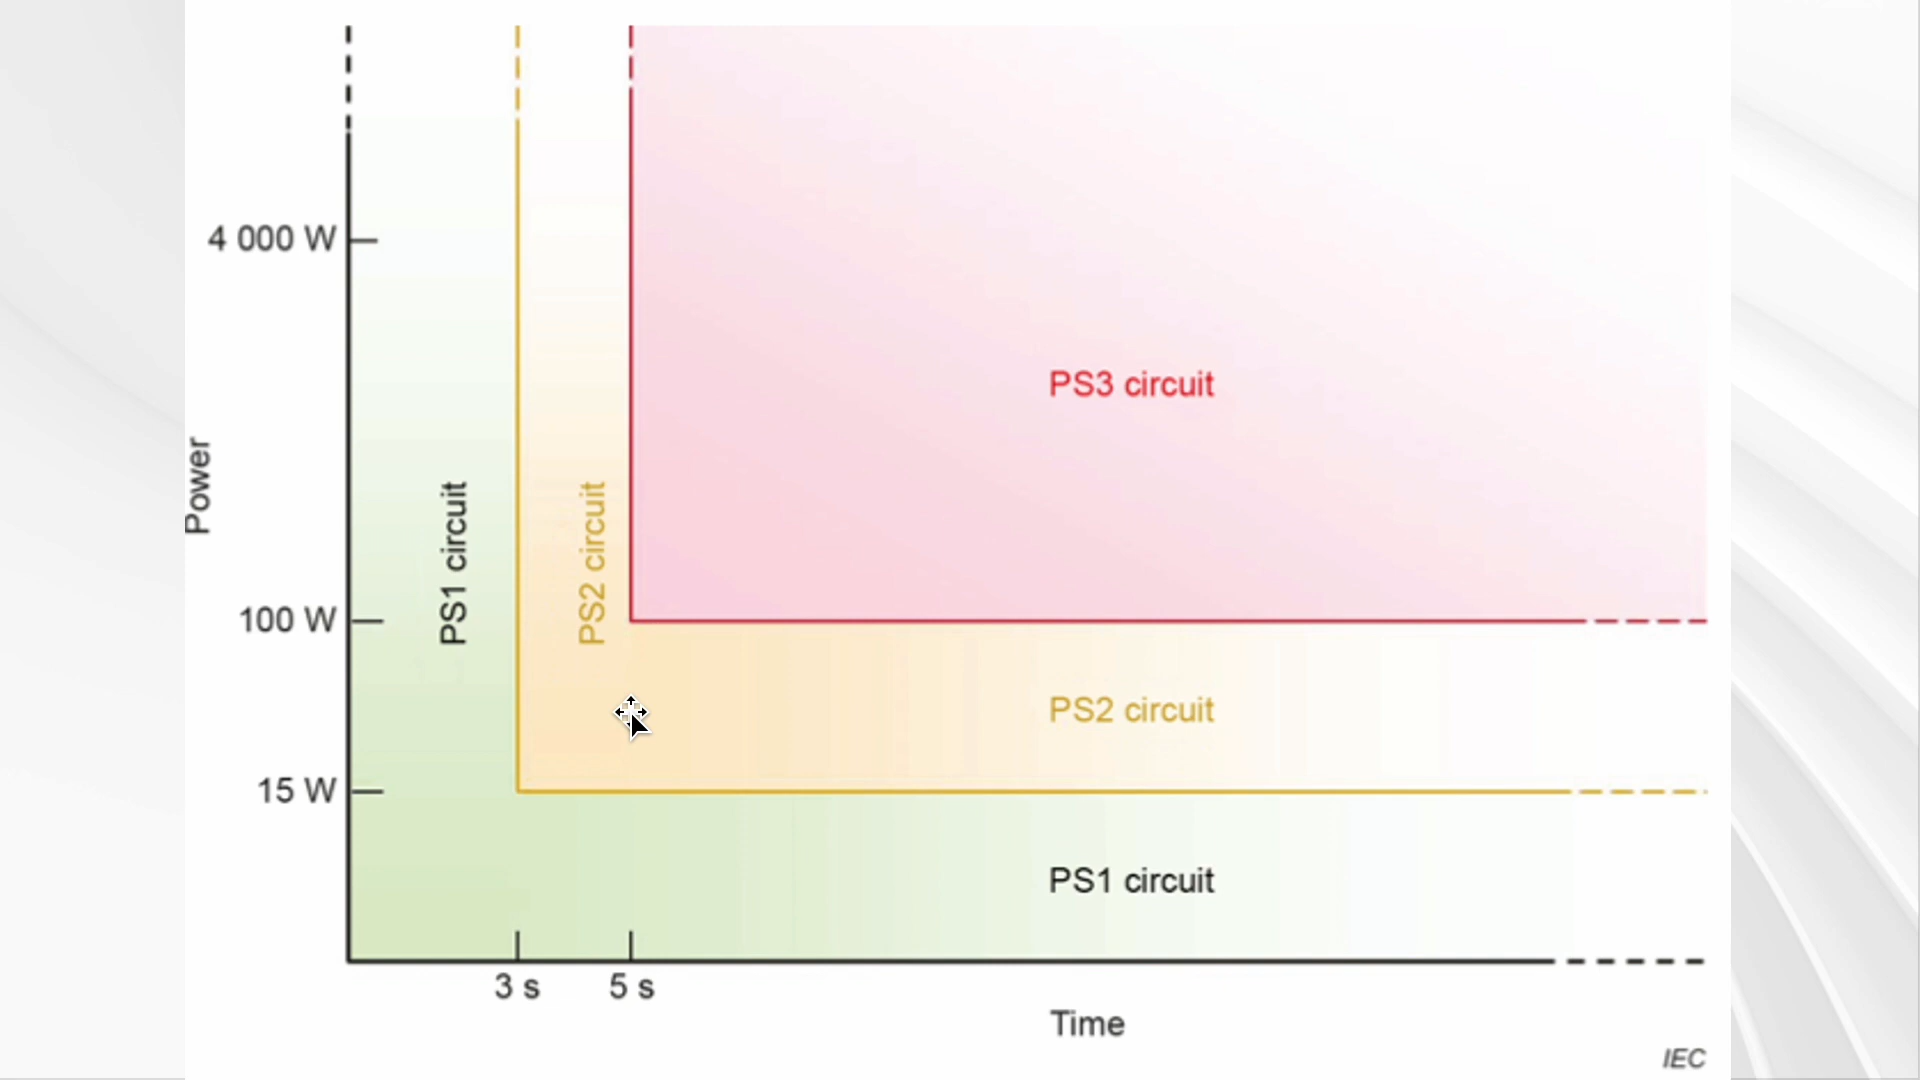 4 000 W
Power
PS1 circuit
PS2 circuit
PS3 circuit
100 W
PS2 circuit
15 W
PS1 circuit
3 s
5 s
Time
IEC